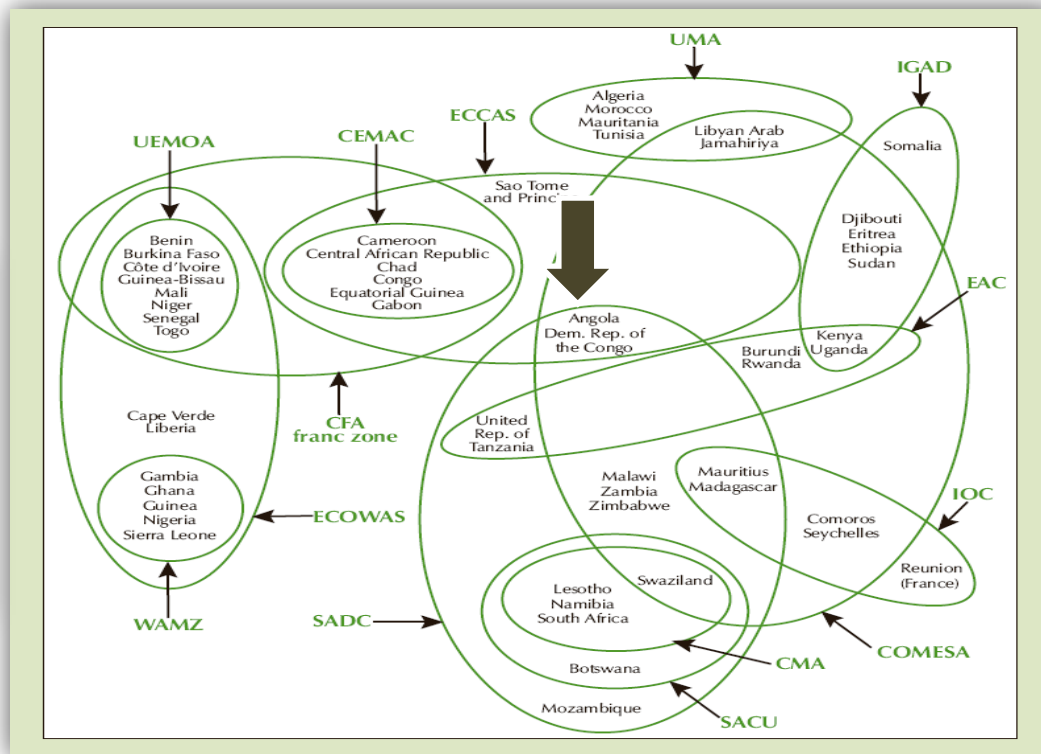 UMA
IGAD
ECCAS
CEMAC
UEMOA
Algeria
Morocco
Mauritania
Tunisia
Libyan Arab
Jamahiriya
Somalia
Sao Tome
and
Djibouti
Eritrea
Ethiopia
Sudan
Benin
Burkina Faso
Côte d'Ivoire
Guinea-Bissau
Mali
Niger
Senegal
Togo
Cameroon
Central African Republic
Chad
Congo
Equatorial Guinea
Gabon
EAC
Angola
Dem. Rep. of
the Congo
Kenya
Uganda
Burundi
Rwanda
CFA
franc zone
Cape Verde
Liberia
United
Rep. of
Tanzania
Gambia
Ghana
Guinea
Nigeria
Sierra Leone
ECOWAS
Malawi
Zambia
Zimbabwe
Mauritius
Madagascar
IOC
Comoros
Seychelles
Reunion
(France)
WAMZ
SADC
Lesotho
Namibia
South Africa
Swaziland
COMESA
CMA
Botswana
Mozambique
SACU